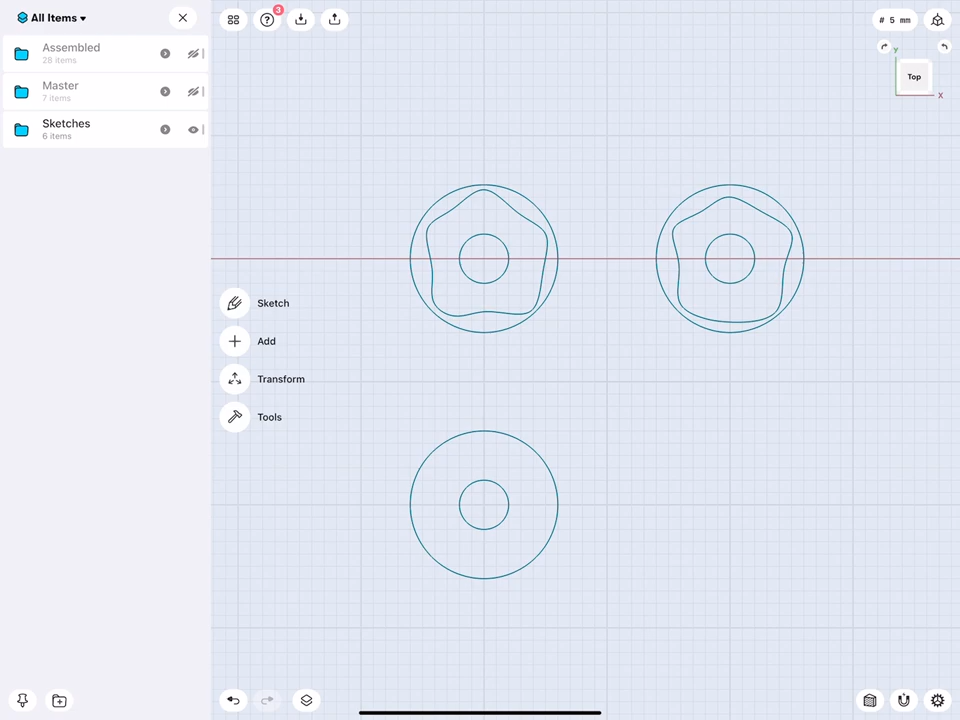 All Items
3
# 5 mm
Assembled
28 items
Master
7 items
Sketches
6 items
y
Top
X
Sketch
Add
Transform
Tools